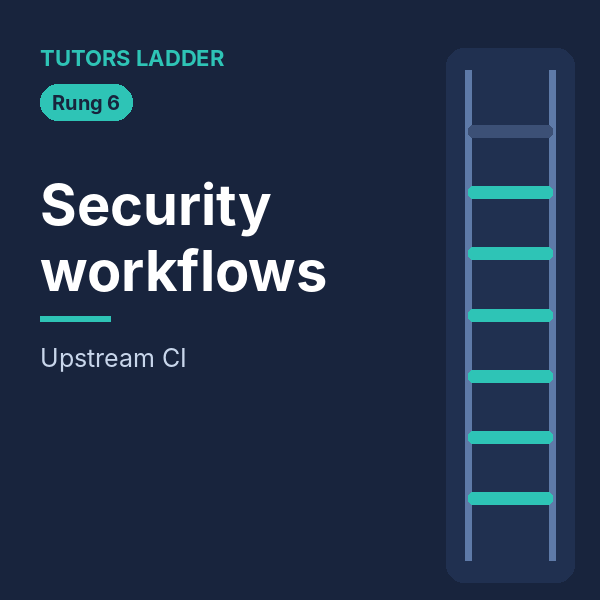 TUTORS LADDER
Rung 6
Security
workflows
Upstream CI